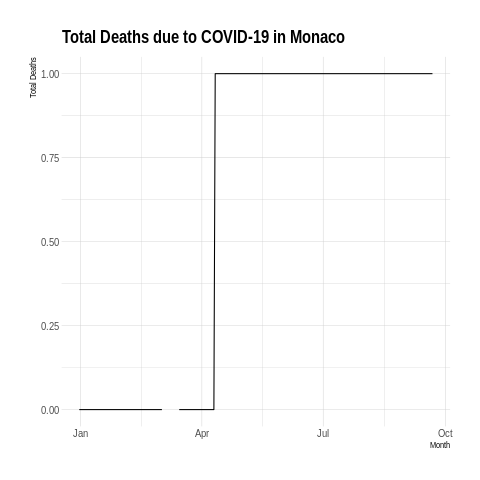 Total Deaths due to COVID-19 in Monaco
Total Deaths
1.00
0.75
0.50
0.25
0.00
Jan Apr Jul Oct
Month